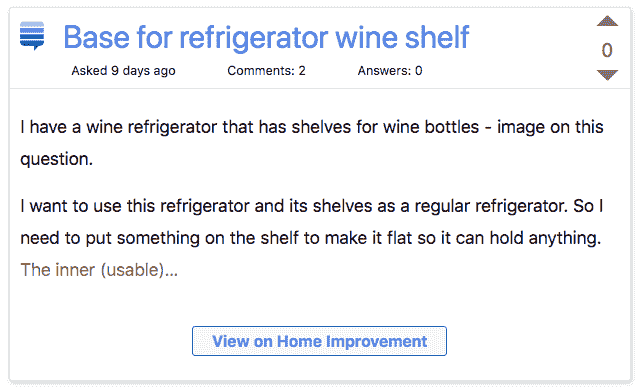 Base for refrigerator wine shelf
Asked 9 days ago Comments: 2 Answers: 0
0
I have a wine refrigerator that has shelves for wine bottles - image on this
question.
I want to use this refrigerator and its shelves as a regular refrigerator. So I
need to put something on the shelf to make it flat so it can hold anything.
The inner (usable)...
View on Home Improvement